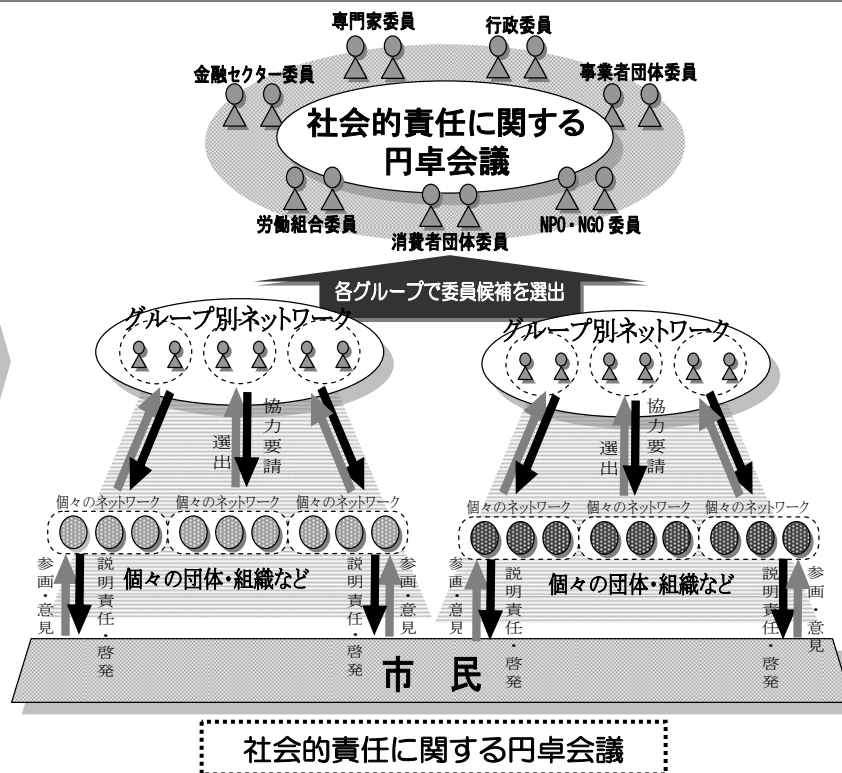 専門家委員
行政委員
金融セクター委員
事業者団体委員
社会的責任に関する
円卓会議
労働組合委員
消費者団体委員
NPO・NGO 委員
各グループで委員候補を選出
グループ別ネットワーク
グループ別ネットワーク
選出
協力要請
選出
協力要請
個々のネットワーク
個々のネットワーク
個々のネットワーク
個々のネットワーク
個々のネットワーク
個々のネットワーク
個々の団体・組織など
個々の団体・組織など
参画・意見
説明責任・啓発
説明責任・啓発
参画・意見
参画・意見
説明責任・啓発
説明責任・啓発
参画・意見
市民
社会的責任に関する円卓会議